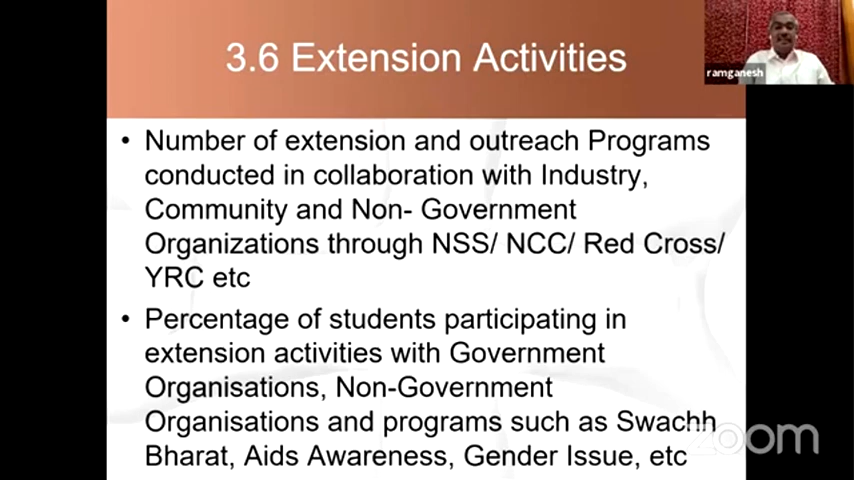 3.6 Extension Activities
ramganesh
• Number of extension and outreach Programs
conducted in collaboration with Industry,
Community and Non- Government
Organizations through NSS/ NCC/ Red Cross/
YRC etc
• Percentage of students participating in
extension activities with Government
Organisations, Non-Government
Organisations and programs such as Swachh
Bharat, Aids Awareness, Gender Issue, etc
zoom